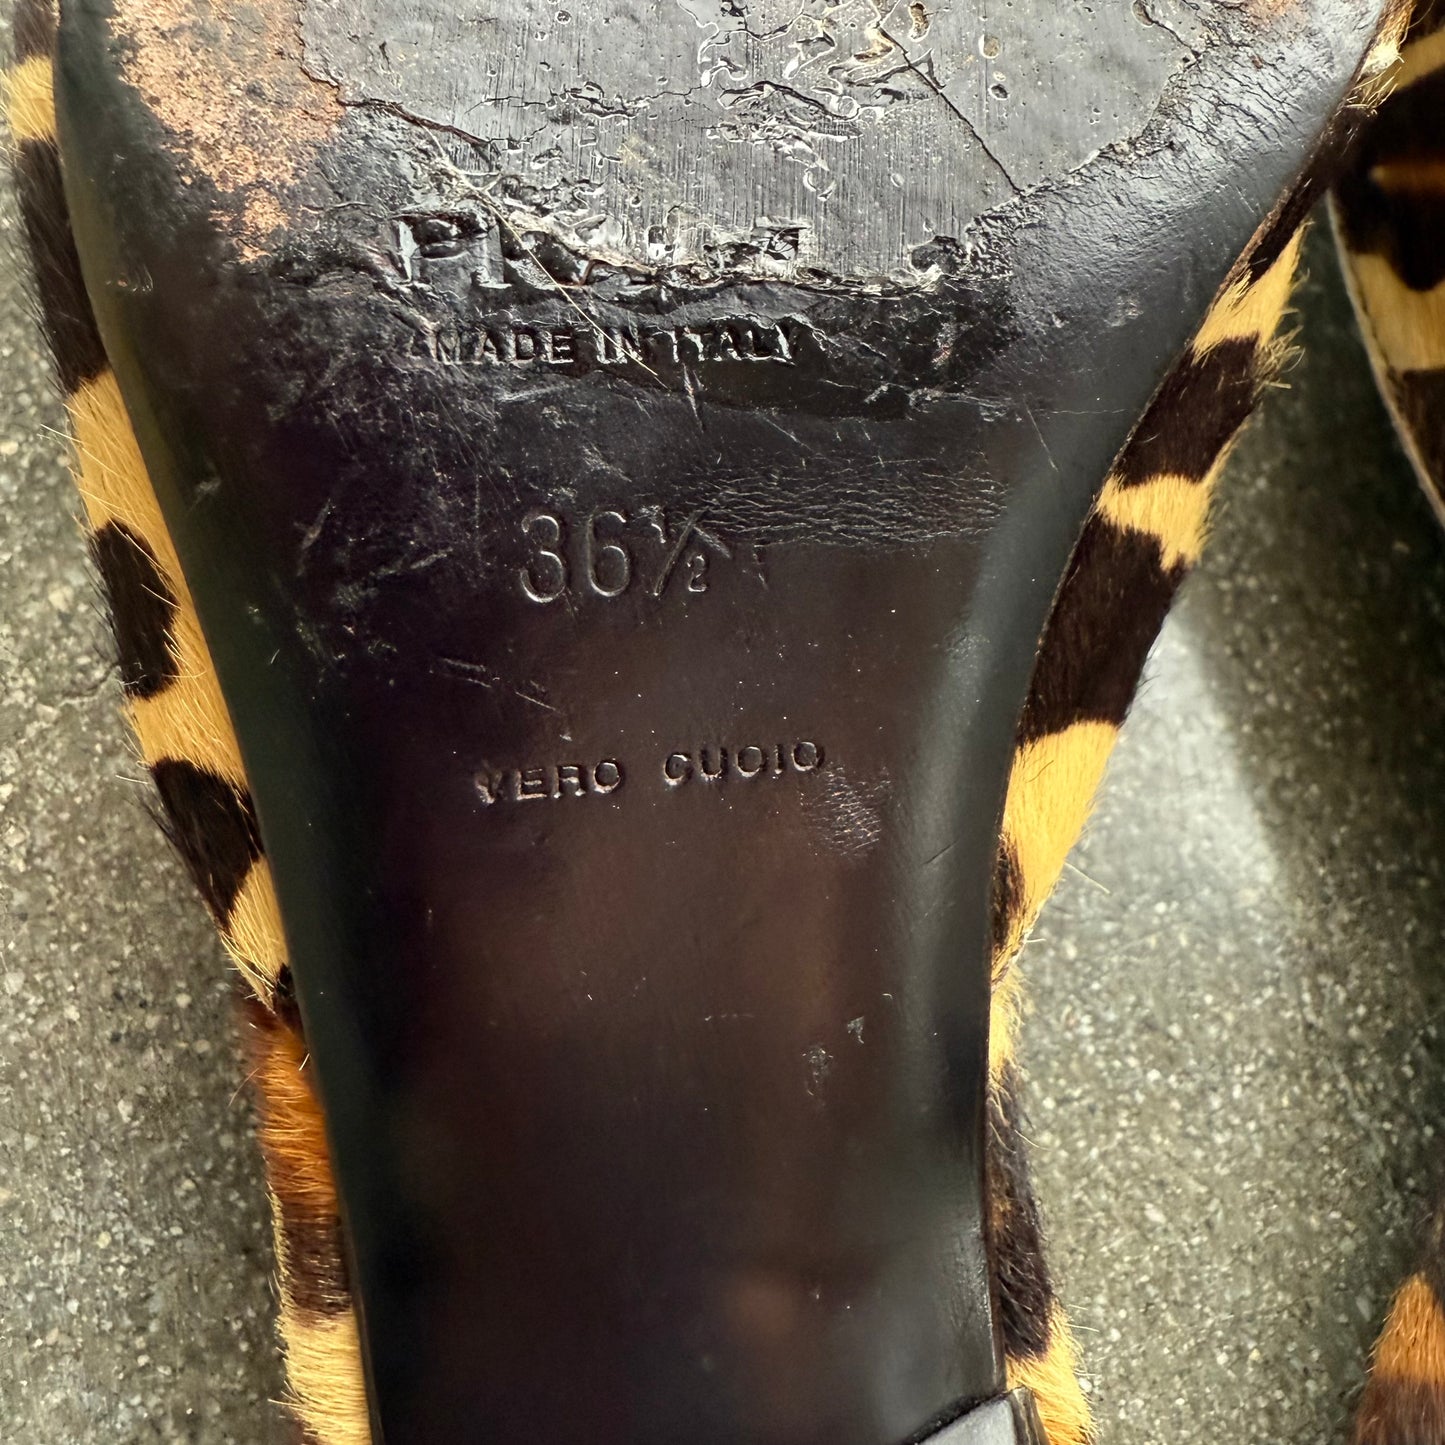 MADE IN ITALY
36½
VERO CUOIO